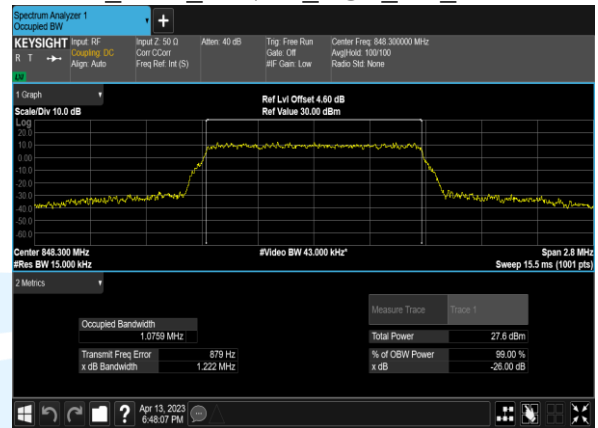 Spectrum Analyzer 1
Occupied BW
+
KEYSIGHT Input: RF Input Z: 50 Ω Atten: 40 dB Trig: Free Run Center Freq: 848.300000 MHz
R T Coupling: DC Corr CCorr Gate: Off Avg|Hold: 100/100
Align: Auto Freq Ref: Int (S) #IF Gain: Low Radio Std: None
LV
1 Graph
Ref Lvl Offset 4.60 dB
Scale/Div 10.0 dB Ref Value 30.00 dBm
Log
20.0
10.0
0.00
-10.0
-20.0
-30.0
-40.0
-50.0
-60.0
Center 848.300 MHz #Video BW 43.000 kHz* Span 2.8 MHz
#Res BW 15.000 kHz Sweep 15.5 ms (1001 pts)
2 Metrics
Measure Trace Trace 1
Occupied Bandwidth
1.0759 MHz Total Power 27.6 dBm
Transmit Freq Error 879 Hz % of OBW Power 99.00 %
x dB Bandwidth 1.222 MHz x dB -26.00 dB
? Apr 13, 2023
6:48:07 PM